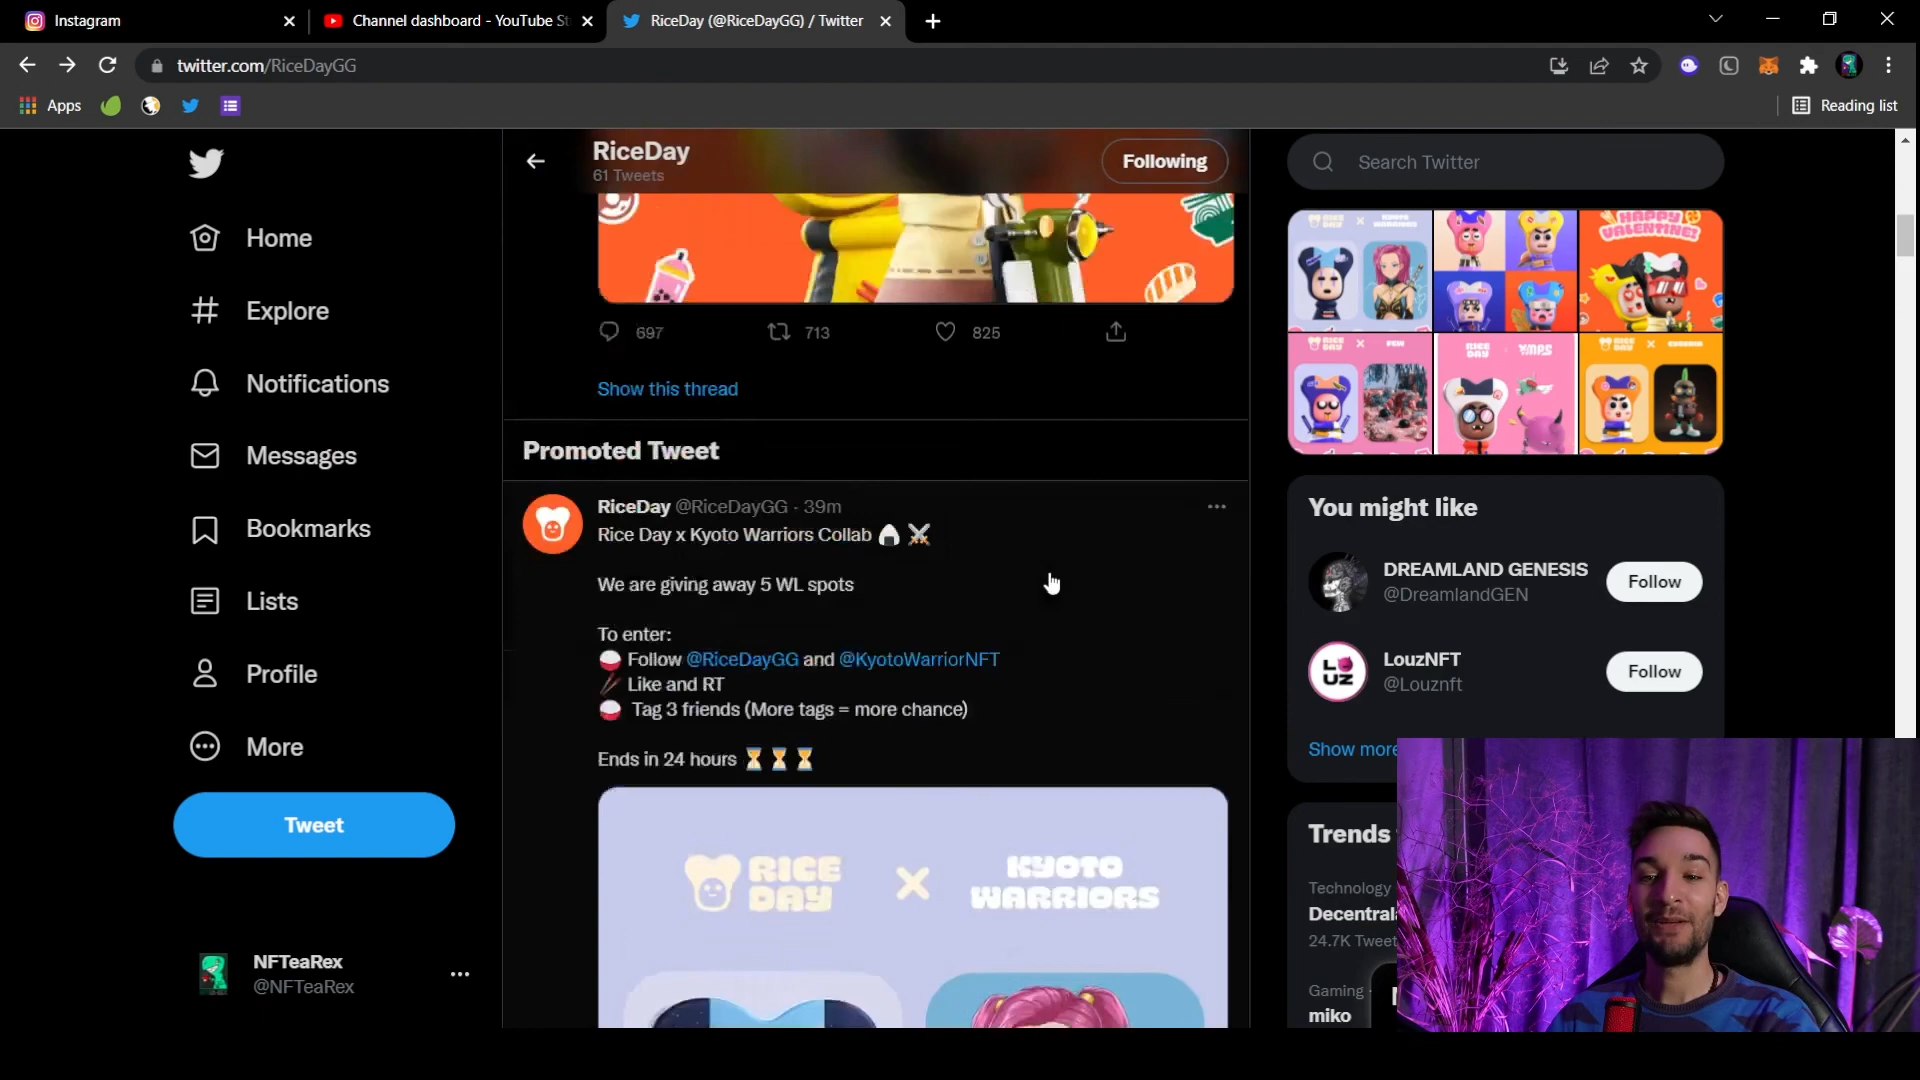 Instagram
Channel dashboard - YouTube St
RiceDay (@RiceDayGG) / Twitter
twitter.com/RiceDayGG
Apps
Reading list
RiceDay
61 Tweets
Following
Search Twitter
Home
Explore
Notifications
Messages
Bookmarks
Lists
Profile
More
Tweet
NFTeaRex
@NFTeaRex
697
713
825
Show this thread
Promoted Tweet
RiceDay @RiceDayGG · 39m
Rice Day x Kyoto Warriors Collab 🍙 ⚔️
We are giving away 5 WL spots
To enter:
🍚 Follow @RiceDayGG and @KyotoWarriorNFT
🥢 Like and RT
🍚 Tag 3 friends (More tags = more chance)
Ends in 24 hours ⏳ ⏳ ⏳
RICE DAY X KYOTO WARRIORS
HAPPY
VALENTINE!
You might like
DREAMLAND GENESIS
@DreamlandGEN
Follow
LO
UZ
LouzNFT
@Louznft
Follow
Show more
Trends
Technology
Decentral
24.7K Tweet
Gaming ·
miko